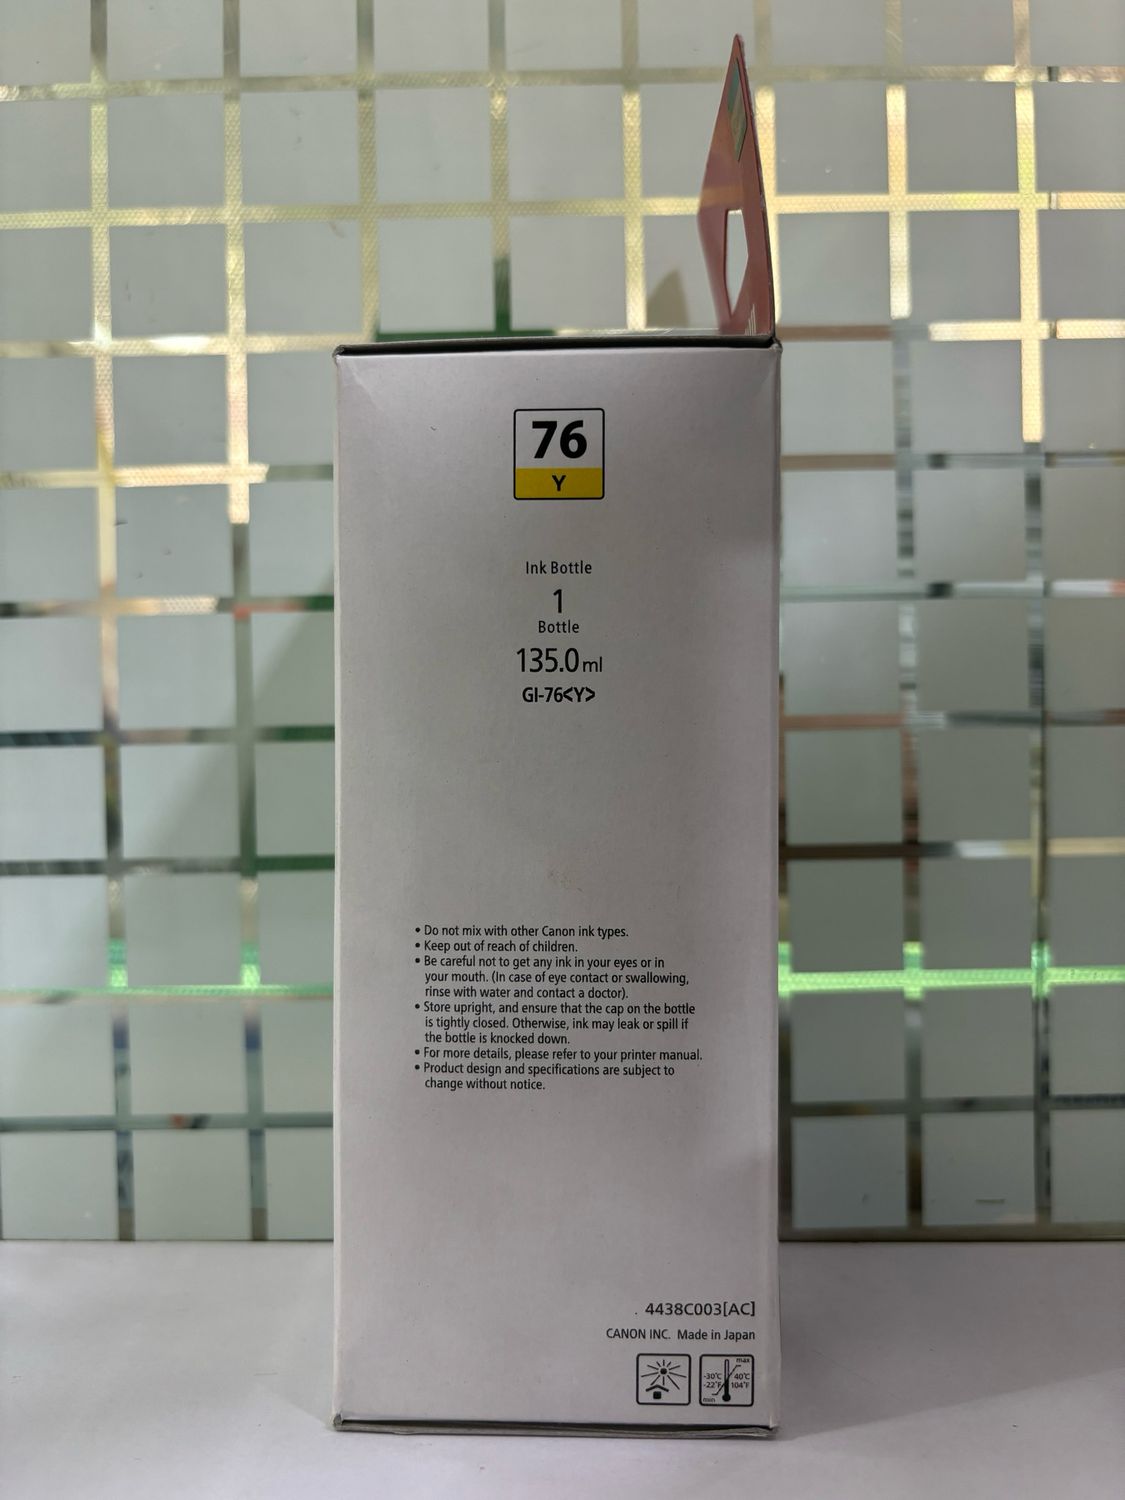 76
Y
Ink Bottle
1
Bottle
135.0 ml
GI-76<Y>
• Do not mix with other Canon ink types.
• Keep out of reach of children.
• Be careful not to get any ink in your eyes or in
your mouth. (In case of eye contact or swallowing,
rinse with water and contact a doctor).
• Store upright, and ensure that the cap on the bottle
is tightly closed. Otherwise, ink may leak or spill if
the bottle is knocked down.
• For more details, please refer to your printer manual.
• Product design and specifications are subject to
change without notice.
. 4438C003[AC]
CANON INC. Made in Japan
max
-30°C 40°C
-22°F 104°F
min